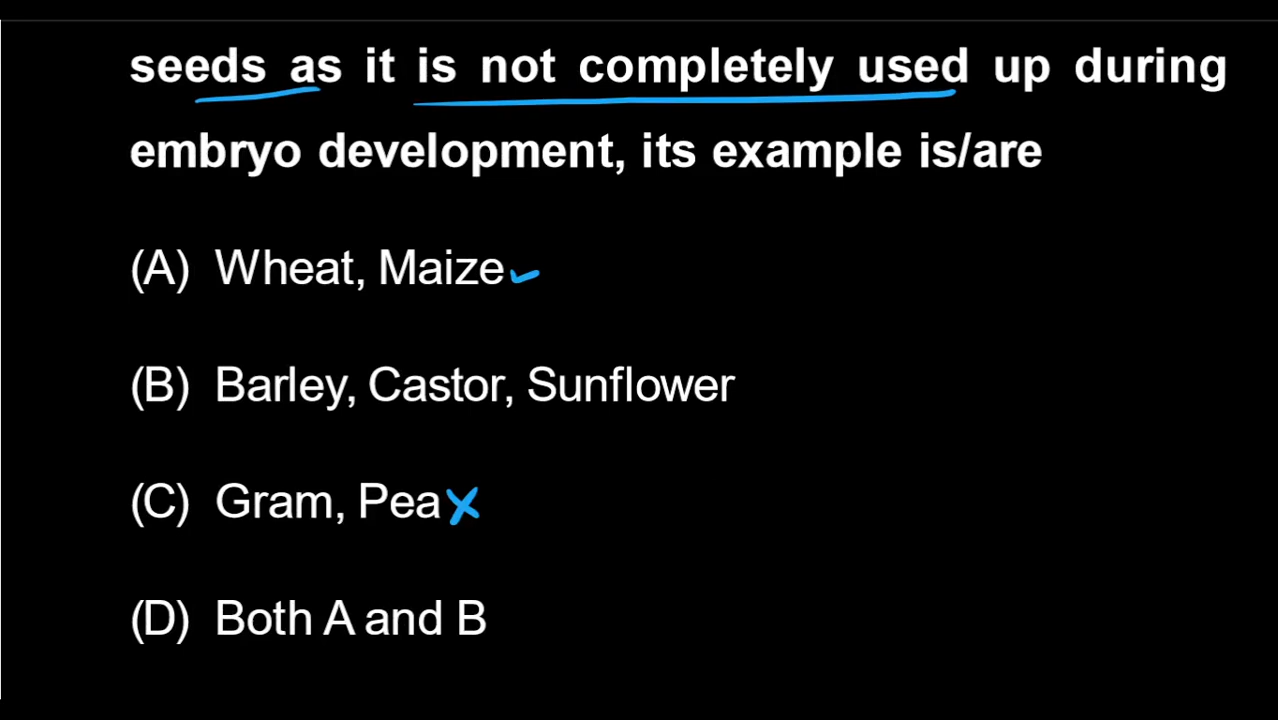 seeds as it is not completely used up during
embryo development, its example is/are
(A) Wheat, Maize
(B) Barley, Castor, Sunflower
(C) Gram, Pea
(D) Both A and B